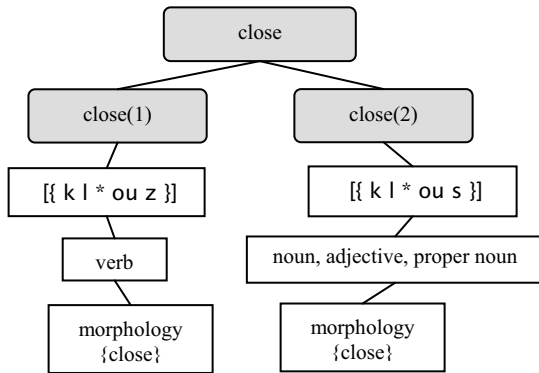 close
close(1)
close(2)
[{ k l * ou z }]
[{ k l * ou s }]
verb
noun, adjective, proper noun
morphology
{close}
morphology
{close}